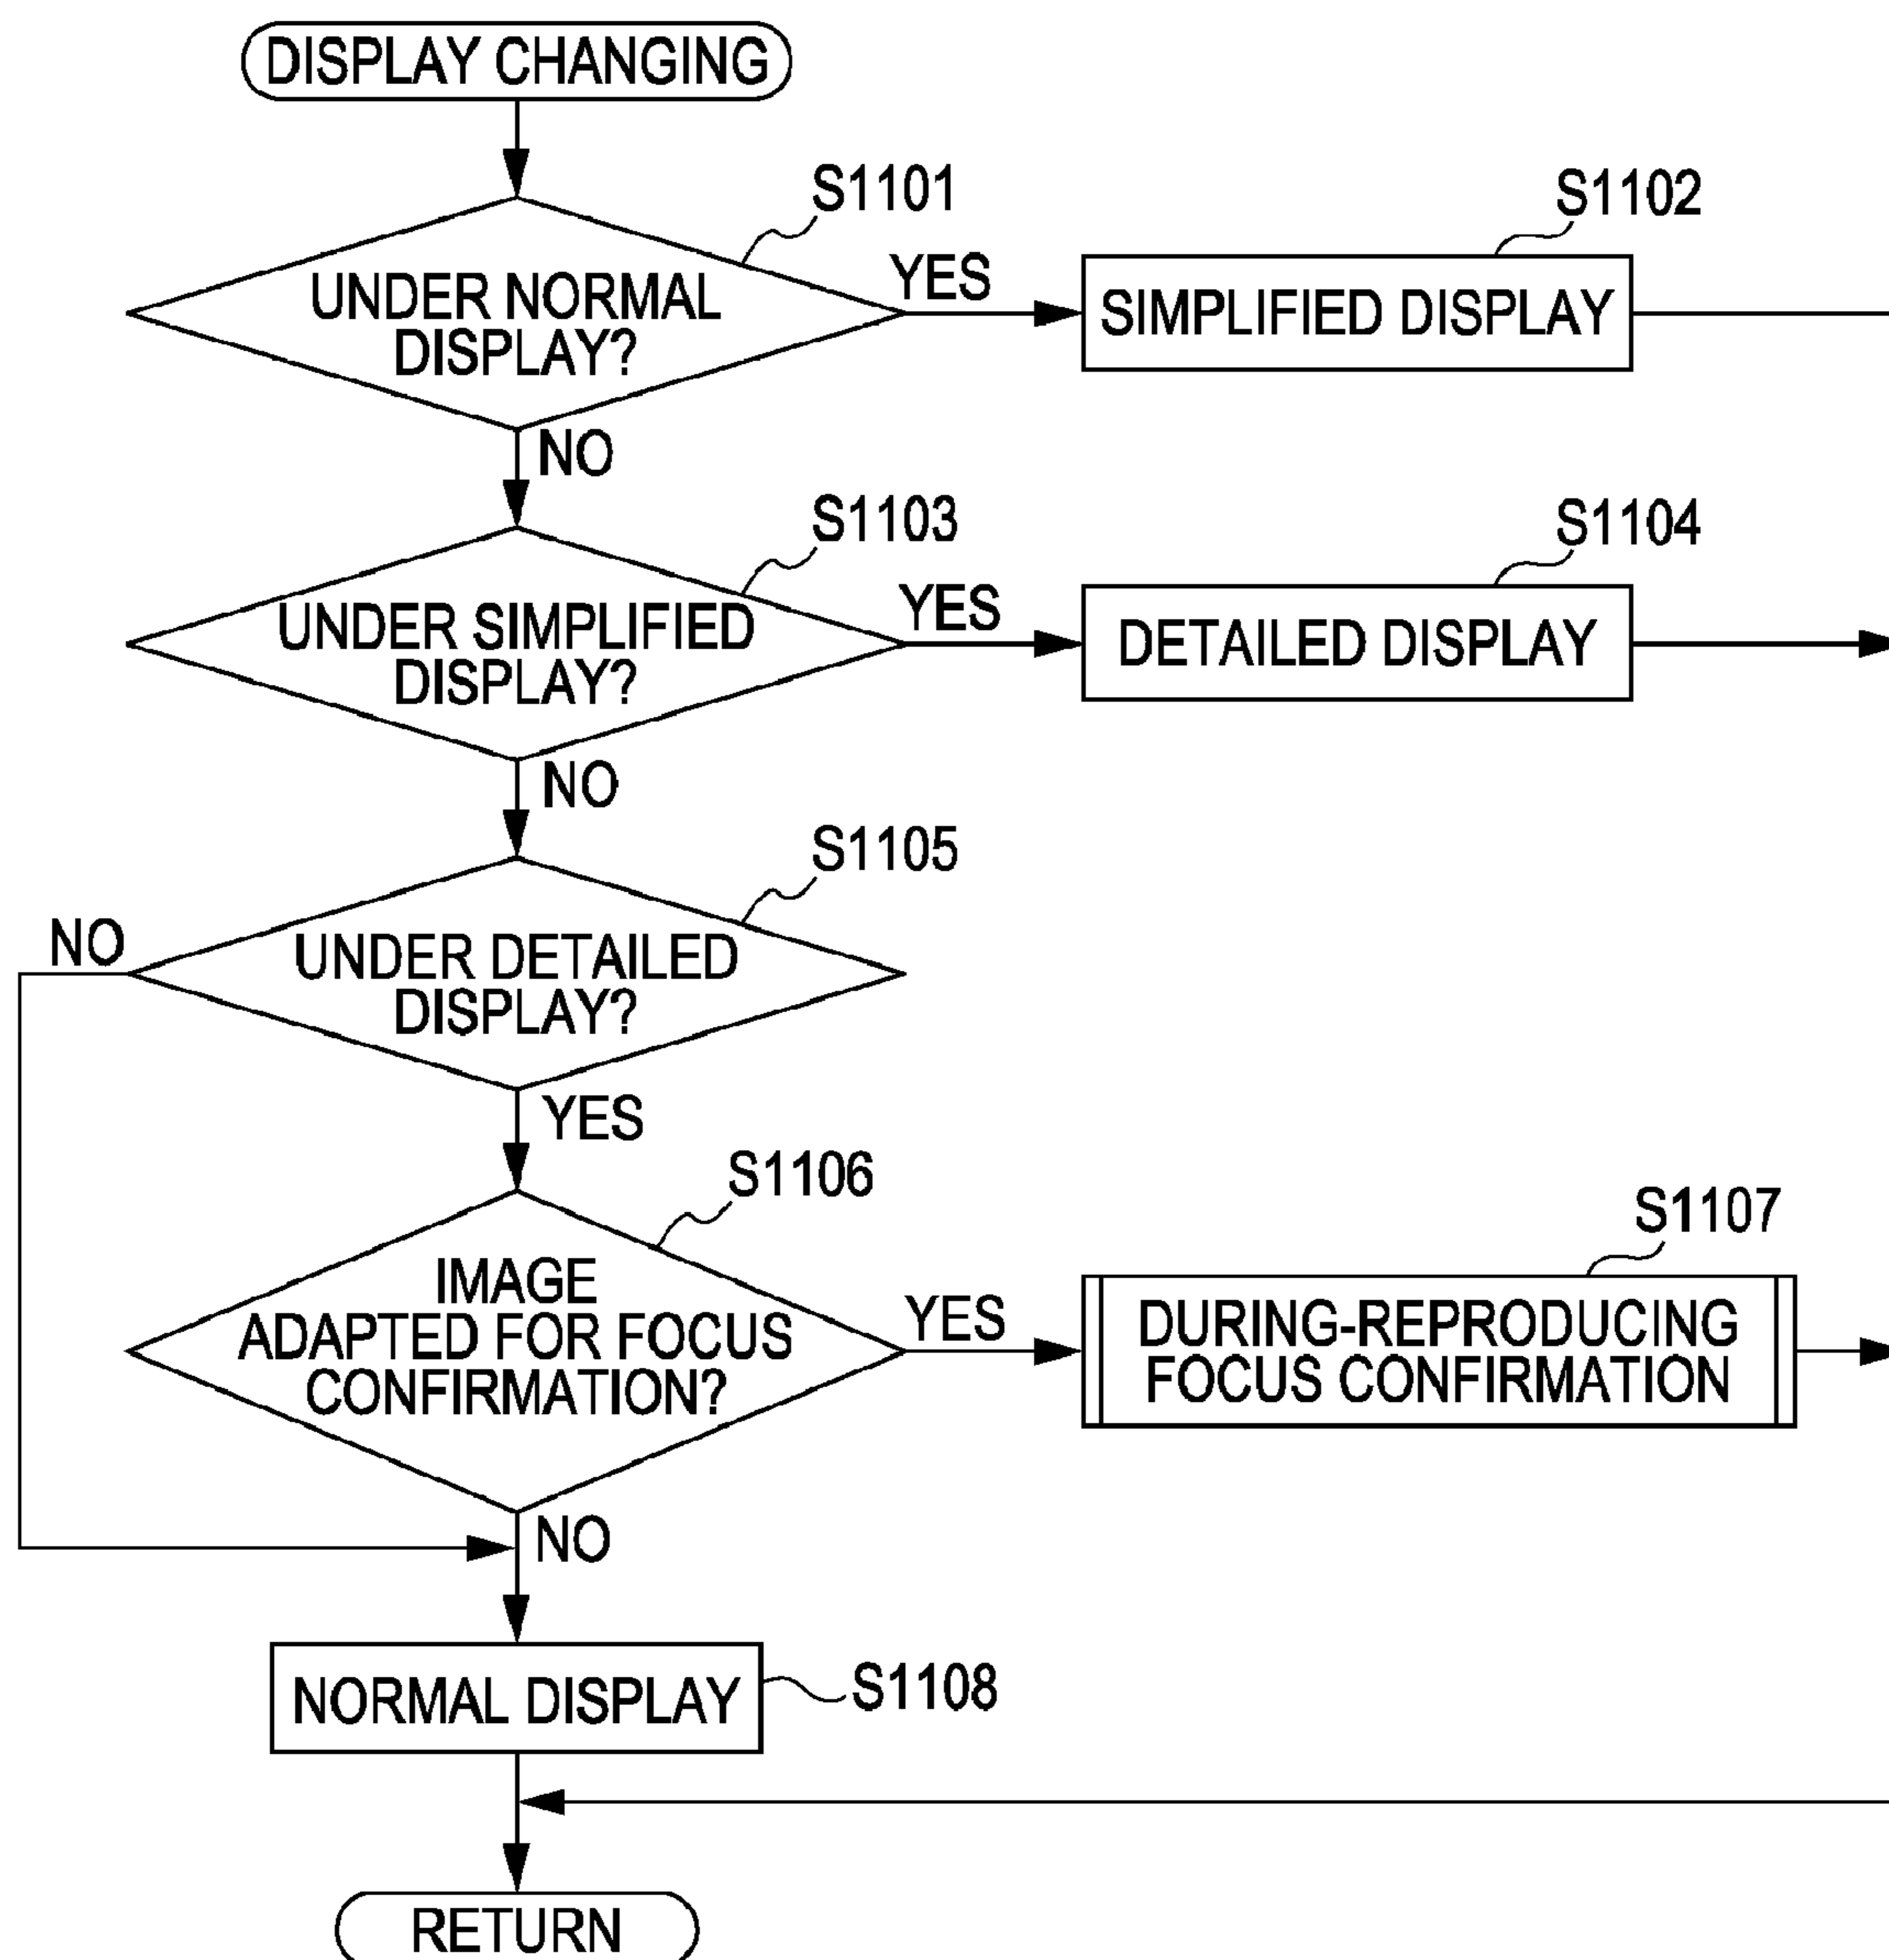 DISPLAY CHANGING
S1101
S1102
UNDER NORMAL
DISPLAY?
YES
SIMPLIFIED DISPLAY
NO
S1103
S1104
UNDER SIMPLIFIED
DISPLAY?
YES
DETAILED DISPLAY
NO
S1105
NO
UNDER DETAILED
DISPLAY?
YES
S1106
S1107
IMAGE
ADAPTED FOR FOCUS
CONFIRMATION?
YES
DURING-REPRODUCING
FOCUS CONFIRMATION
NO
NORMAL DISPLAY
S1108
RETURN